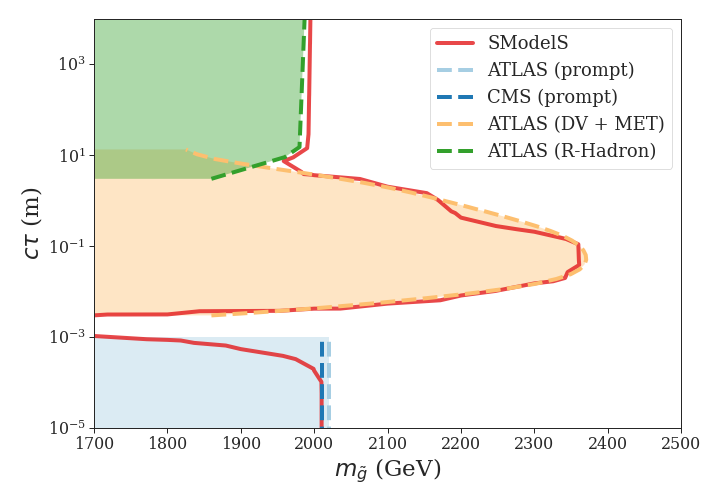 SModelS
ATLAS (prompt)
CMS (prompt)
ATLAS (DV + MET)
ATLAS (R-Hadron)
10³
10¹
10⁻¹
10⁻³
10⁻⁵
cτ (m)
1700 1800 1900 2000 2100 2200 2300 2400 2500
m_g̃ (GeV)